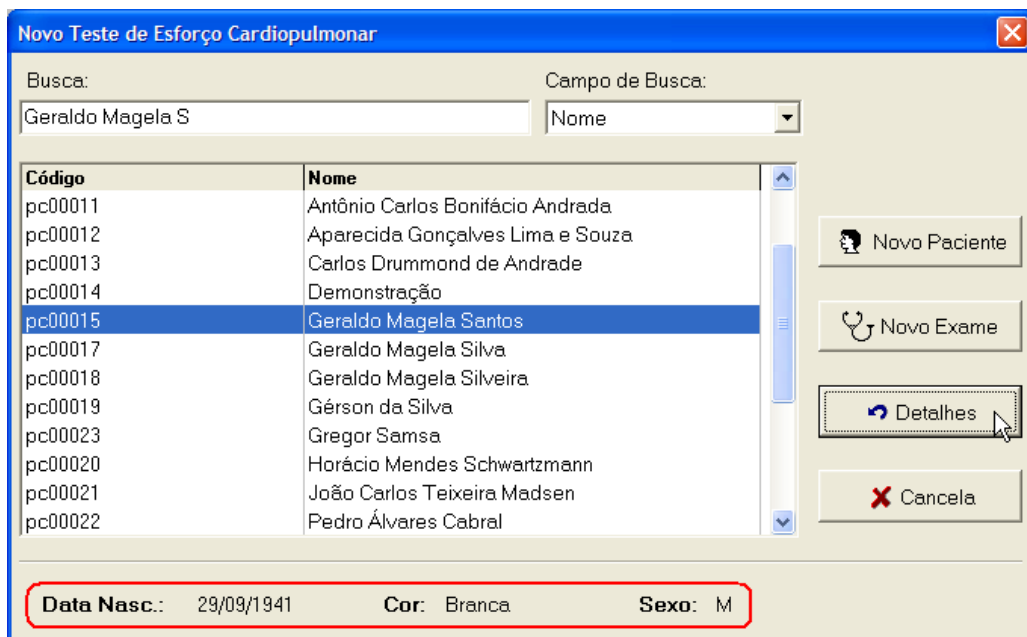 Novo Teste de Esforço Cardiopulmonar
Busca: Campo de Busca:
Geraldo Magela S Nome
Código Nome
pc00011 Antônio Carlos Bonifácio Andrada
pc00012 Aparecida Gonçalves Lima e Souza
pc00013 Carlos Drummond de Andrade
pc00014 Demonstração
pc00015 Geraldo Magela Santos
pc00017 Geraldo Magela Silva
pc00018 Geraldo Magela Silveira
pc00019 Gérson da Silva
pc00023 Gregor Samsa
pc00020 Horácio Mendes Schwartzmann
pc00021 João Carlos Teixeira Madsen
pc00022 Pedro Álvares Cabral
Novo Paciente
Novo Exame
Detalhes
Cancela
Data Nasc.: 29/09/1941 Cor: Branca Sexo: M